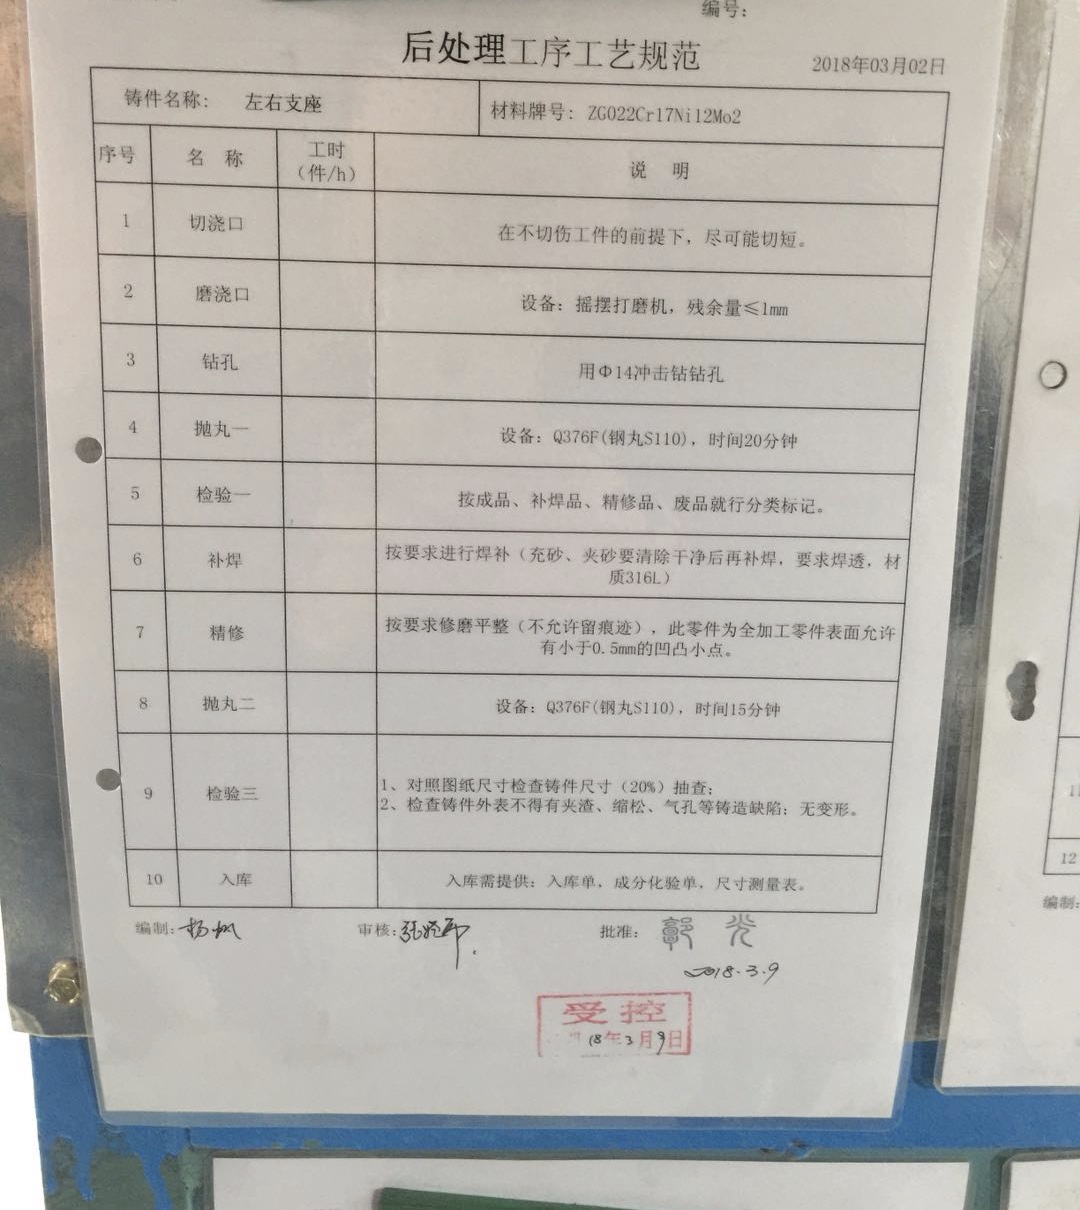 编号：
后处理工序工艺规范
2018年03月02日
铸件名称： 左右支座
材料牌号：ZG022Cr17Ni12Mo2
序号 名 称 工时（件/h） 说 明
1 切浇口 在不切伤工件的前提下，尽可能切短。
2 磨浇口 设备：摇摆打磨机，残余量≤1mm
3 钻孔 用Φ14冲击钻钻孔
4 抛丸一 设备：Q376F(钢丸S110)，时间20分钟
5 检验一 按成品、补焊品、精修品、废品就行分类标记。
6 补焊 按要求进行焊补（充砂、夹砂要清除干净后再补焊，要求焊透，材
质316L）
7 精修 按要求修磨平整（不允许留痕迹），此零件为全加工零件表面允许
有小于0.5mm的凹凸小点。
8 抛丸二 设备：Q376F(钢丸S110)，时间15分钟
9 检验三 1、对照图纸尺寸检查铸件尺寸（20%）抽查；
2、检查铸件外表不得有夹渣、缩松、气孔等铸造缺陷；无变形。
10 入库 入库需提供：入库单，成分化验单，尺寸测量表。
编制： 审核： 批准：
2018.3.9
受控
18年3月9日
12
编制：